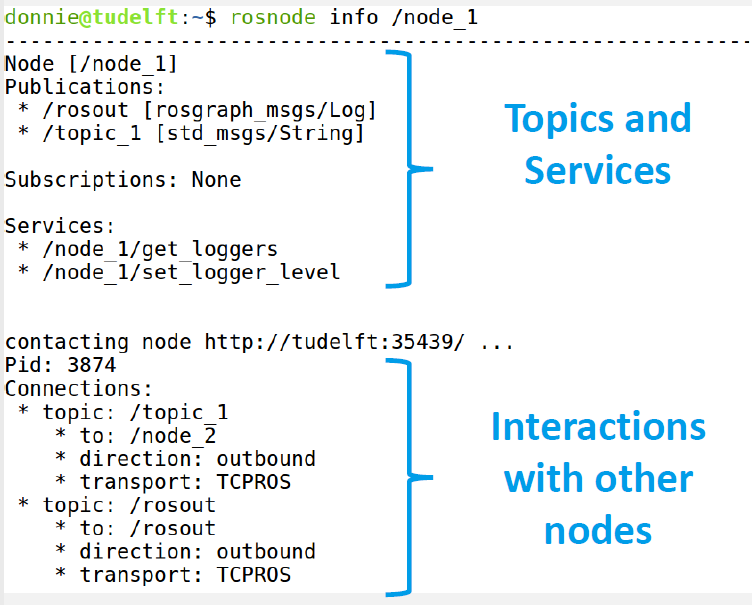 donnie@tudelft:~$ rosnode info /node_1
--------------------------------------------------------------------------------
Node [/node_1]
Publications:
 * /rosout [rosgraph_msgs/Log]
 * /topic_1 [std_msgs/String]
Subscriptions: None
Services:
 * /node_1/get_loggers
 * /node_1/set_logger_level
Topics and
Services
contacting node http://tudelft:35439/ ...
Pid: 3874
Connections:
 * topic: /topic_1
    * to: /node_2
    * direction: outbound
    * transport: TCPROS
 * topic: /rosout
    * to: /rosout
    * direction: outbound
    * transport: TCPROS
Interactions
with other
nodes